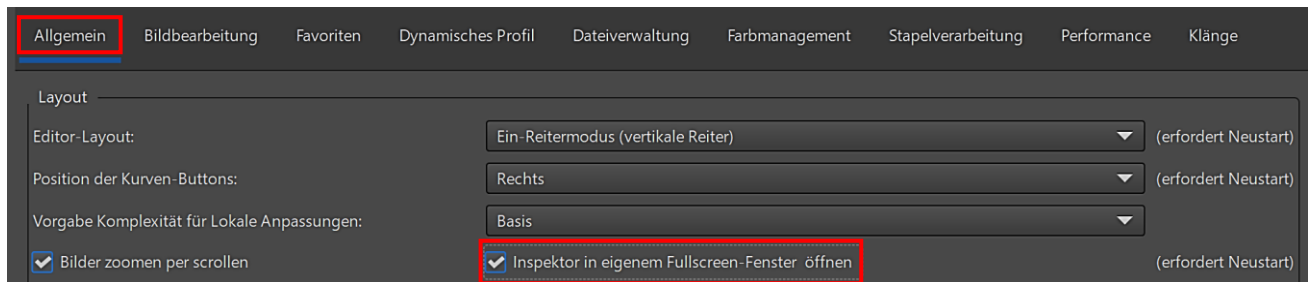 Allgemein Bildbearbeitung Favoriten Dynamisches Profil Dateiverwaltung Farbmanagement Stapelverarbeitung Performance Klänge
Layout
Editor-Layout: Ein-Reitermodus (vertikale Reiter) (erfordert Neustart)
Position der Kurven-Buttons: Rechts (erfordert Neustart)
Vorgabe Komplexität für Lokale Anpassungen: Basis
Bilder zoomen per scrollen Inspektor in eigenem Fullscreen-Fenster öffnen (erfordert Neustart)